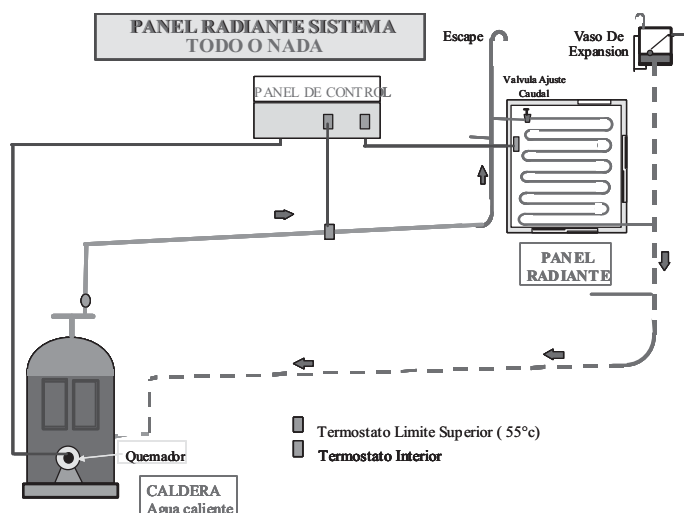 PANEL RADIANTE SISTEMA
TODO O NADA
Escape
Vaso De
Expansion
Valvula Ajuste
Caudal
PANEL DE CONTROL
PANEL
RADIANTE
Termostato Limite Superior ( 55°c)
Termostato Interior
Quemador
CALDERA
Agua caliente